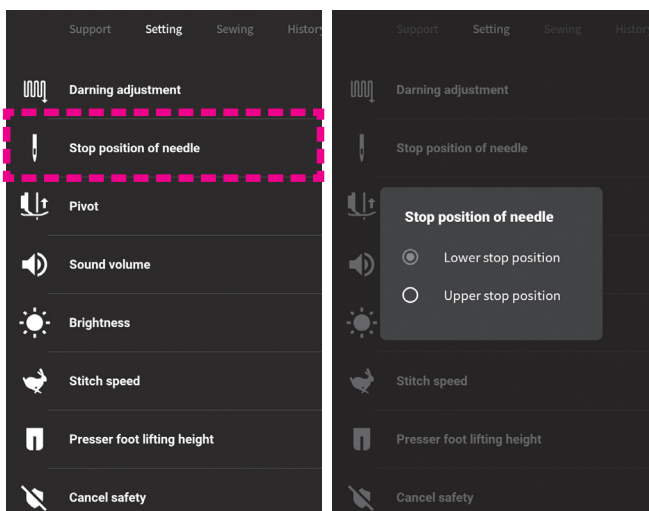 Support Setting Sewing History
Darning adjustment
Stop position of needle
Pivot
Sound volume
Brightness
Stitch speed
Presser foot lifting height
Cancel safety
Support Setting Sewing
Darning adjustment
Stop position of needle
Stop position of needle
Lower stop position
Upper stop position
Stitch speed
Presser foot lifting height
Cancel safety